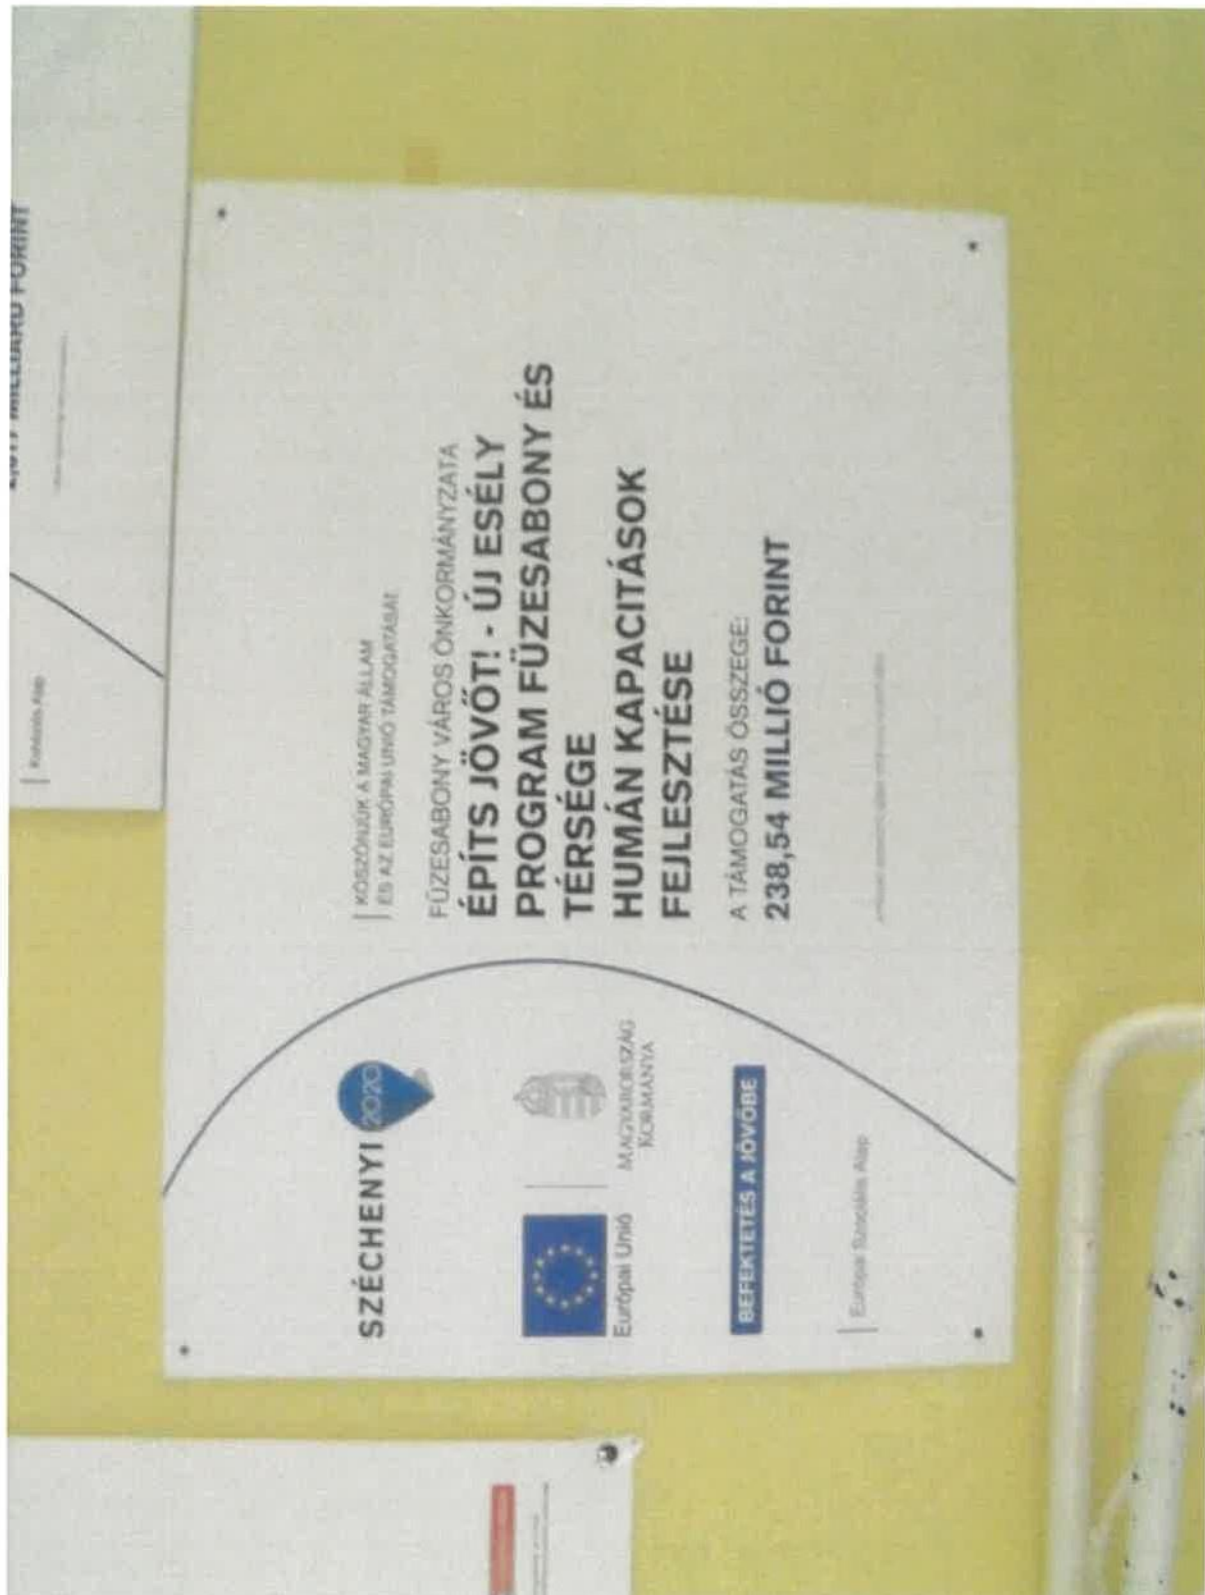 MILLIÁRD FORINT
Kohéziós Alap
SZÉCHENYI 2020
Európai Unió
MAGYARORSZÁG
KORMÁNYA
BEFEKTETÉS A JÖVŐBE
Európai Szociális Alap
KÖSZÖNJÜK A MAGYAR ÁLLAM
ÉS AZ EURÓPAI UNIÓ TÁMOGATÁSÁT.
FÜZESABONY VÁROS ÖNKORMÁNYZATA
ÉPÍTS JÖVŐT! - ÚJ ESÉLY
PROGRAM FÜZESABONY ÉS
TÉRSÉGE
HUMÁN KAPACITÁSOK
FEJLESZTÉSE
A TÁMOGATÁS ÖSSZEGE:
238,54 MILLIÓ FORINT